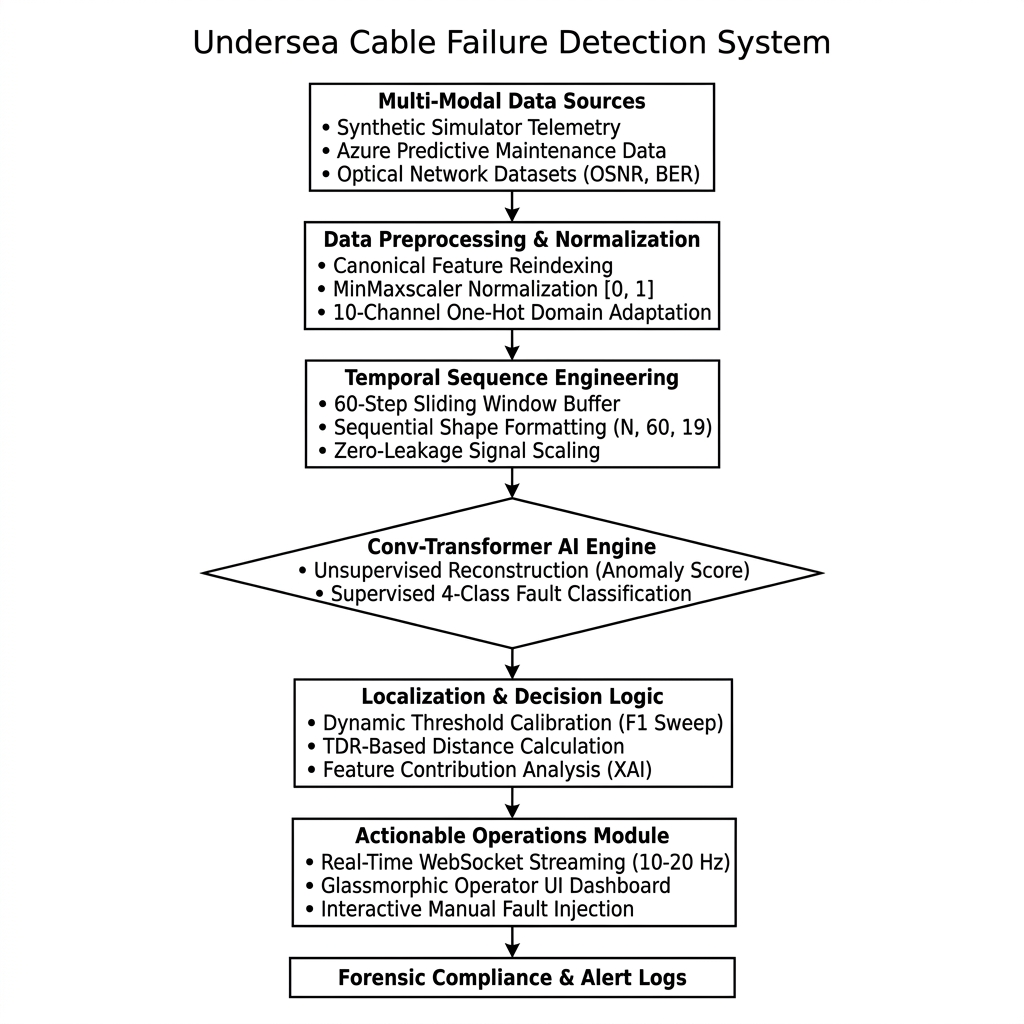 Undersea Cable Failure Detection System
Multi-Modal Data Sources
• Synthetic Simulator Telemetry
• Azure Predictive Maintenance Data
• Optical Network Datasets (OSNR, BER)
Data Preprocessing & Normalization
• Canonical Feature Reindexing
• MinMaxscaler Normalization [0, 1]
• 10-Channel One-Hot Domain Adaptation
Temporal Sequence Engineering
• 60-Step Sliding Window Buffer
• Sequential Shape Formatting (N, 60, 19)
• Zero-Leakage Signal Scaling
Conv-Transformer AI Engine
• Unsupervised Reconstruction (Anomaly Score)
• Supervised 4-Class Fault Classification
Localization & Decision Logic
• Dynamic Threshold Calibration (F1 Sweep)
• TDR-Based Distance Calculation
• Feature Contribution Analysis (XAI)
Actionable Operations Module
• Real-Time WebSocket Streaming (10-20 Hz)
• Glassmorphic Operator UI Dashboard
• Interactive Manual Fault Injection
Forensic Compliance & Alert Logs